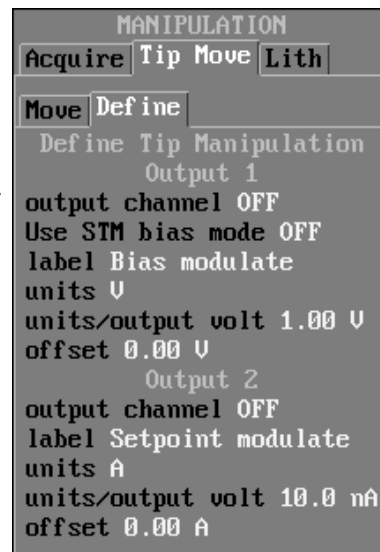 MANIPULATION
Acquire Tip Move Lith
Move Define
Define Tip Manipulation
Output 1
output channel OFF
Use STM bias mode OFF
label Bias modulate
units V
units/output volt 1.00 V
offset 0.00 V
Output 2
output channel OFF
label Setpoint modulate
units A
units/output volt 10.0 nA
offset 0.00 A